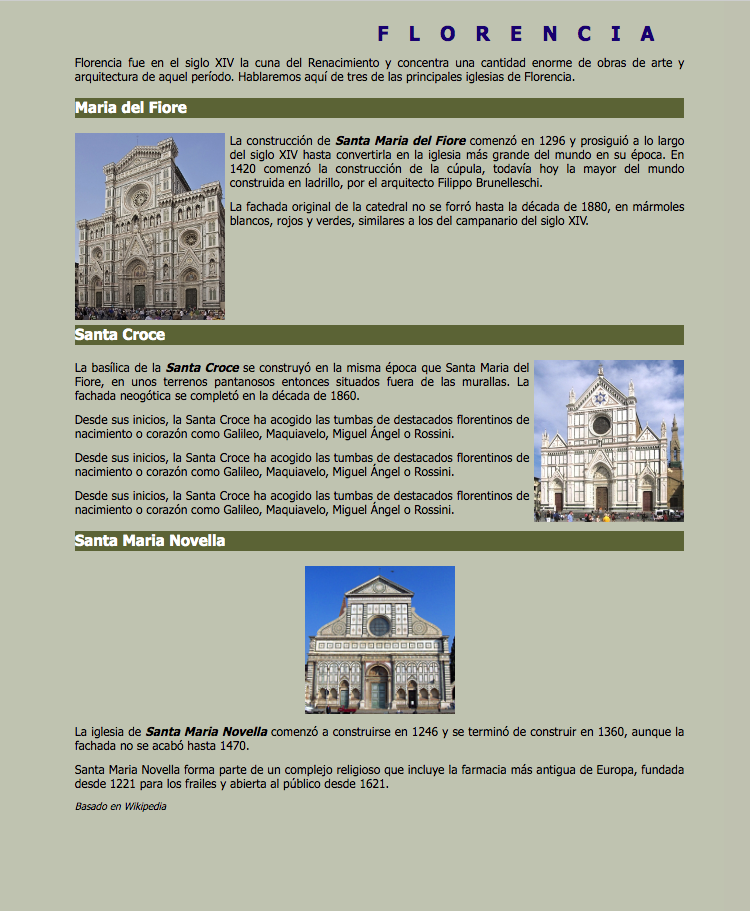 F L O R E N C I A
Florencia fue en el siglo XIV la cuna del Renacimiento y concentra una cantidad enorme de obras de arte y
arquitectura de aquel período. Hablaremos aquí de tres de las principales iglesias de Florencia.
Maria del Fiore
La construcción de Santa Maria del Fiore comenzó en 1296 y prosiguió a lo largo
del siglo XIV hasta convertirla en la iglesia más grande del mundo en su época. En
1420 comenzó la construcción de la cúpula, todavía hoy la mayor del mundo
construida en ladrillo, por el arquitecto Filippo Brunelleschi.
La fachada original de la catedral no se forró hasta la década de 1880, en mármoles
blancos, rojos y verdes, similares a los del campanario del siglo XIV.
Santa Croce
La basílica de la Santa Croce se construyó en la misma época que Santa Maria del
Fiore, en unos terrenos pantanosos entonces situados fuera de las murallas. La
fachada neogótica se completó en la década de 1860.
Desde sus inicios, la Santa Croce ha acogido las tumbas de destacados florentinos de
nacimiento o corazón como Galileo, Maquiavelo, Miguel Ángel o Rossini.
Desde sus inicios, la Santa Croce ha acogido las tumbas de destacados florentinos de
nacimiento o corazón como Galileo, Maquiavelo, Miguel Ángel o Rossini.
Desde sus inicios, la Santa Croce ha acogido las tumbas de destacados florentinos de
nacimiento o corazón como Galileo, Maquiavelo, Miguel Ángel o Rossini.
Santa Maria Novella
La iglesia de Santa Maria Novella comenzó a construirse en 1246 y se terminó de construir en 1360, aunque la
fachada no se acabó hasta 1470.
Santa Maria Novella forma parte de un complejo religioso que incluye la farmacia más antigua de Europa, fundada
desde 1221 para los frailes y abierta al público desde 1621.
Basado en Wikipedia